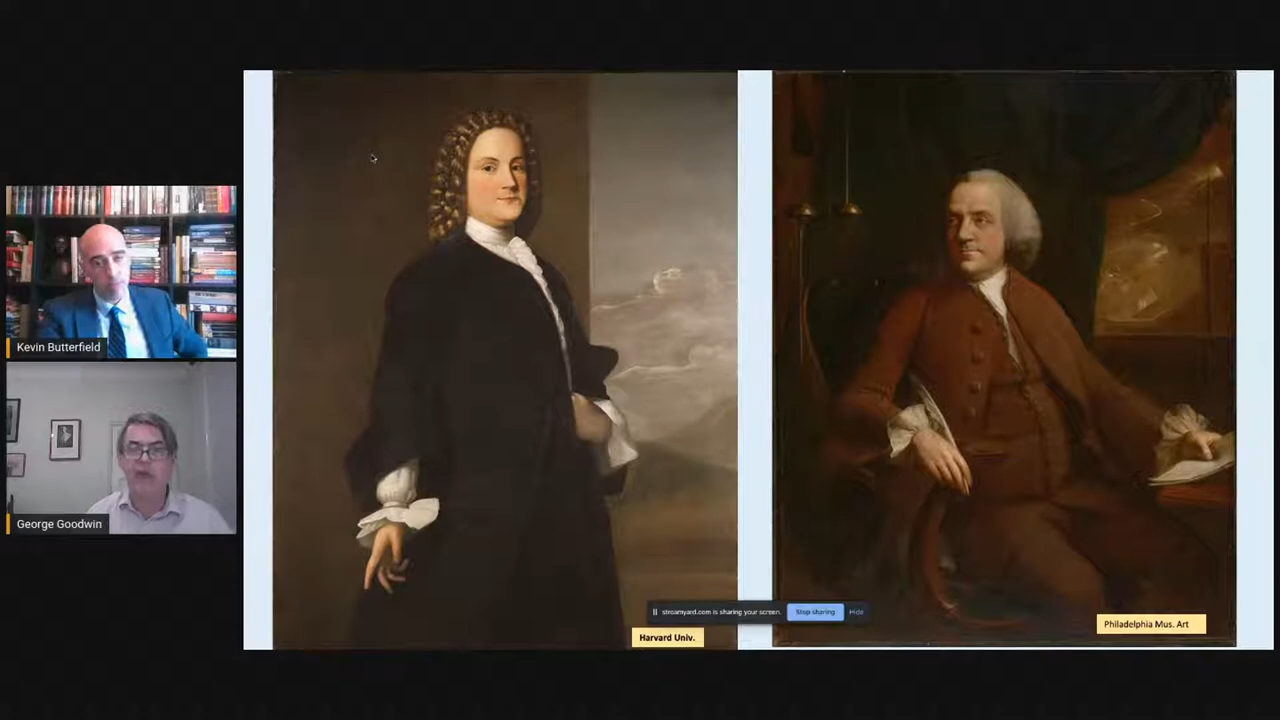 Kevin Butterfield
George Goodwin
streamyard.com is sharing your screen.
Stop sharing
Hide
Harvard Univ.
Philadelphia Mus. Art